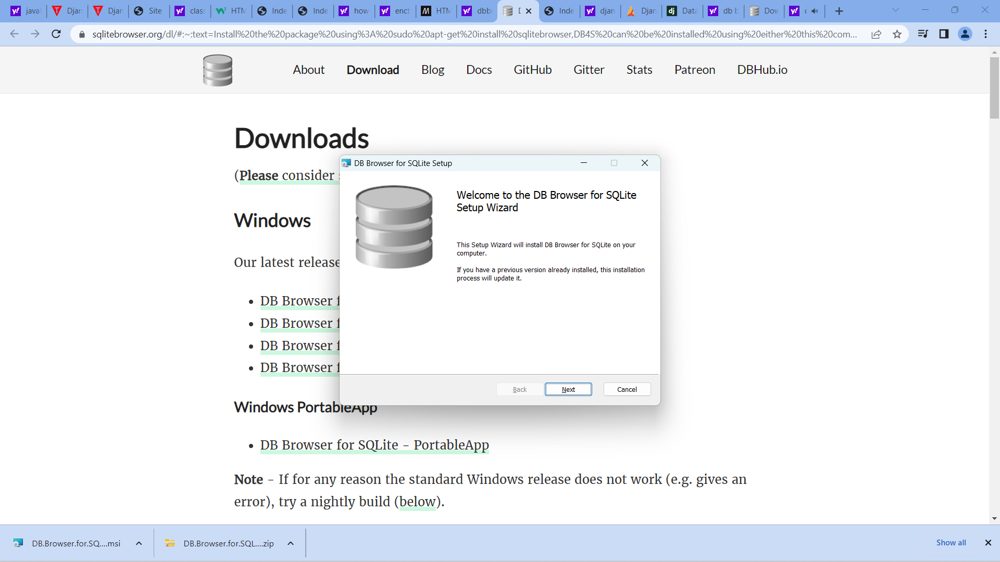 java Djan Djan Site class HTM Inde Inde how enct HTM dbb Inde djan Djan Data db b Dow
sqlitebrowser.org/dl/#:~:text=Install%20the%20package%20using%3A%20sudo%20apt-get%20install%20sqlitebrowser,DB4S%20can%20be%20installed%20using%20either%20this%20com...
About Download Blog Docs GitHub Gitter Stats Patreon DBHub.io
Downloads
(Please consider
Windows
Our latest release
DB Browser f
DB Browser f
DB Browser f
DB Browser f
Windows PortableApp
DB Browser for SQLite - PortableApp
Note - If for any reason the standard Windows release does not work (e.g. gives an
error), try a nightly build (below).
DB Browser for SQLite Setup
Welcome to the DB Browser for SQLite
Setup Wizard
This Setup Wizard will install DB Browser for SQLite on your
computer.
If you have a previous version already installed, this installation
process will update it.
Back Next Cancel
DB.Browser.for.SQ....msi DB.Browser.for.SQL....zip Show all